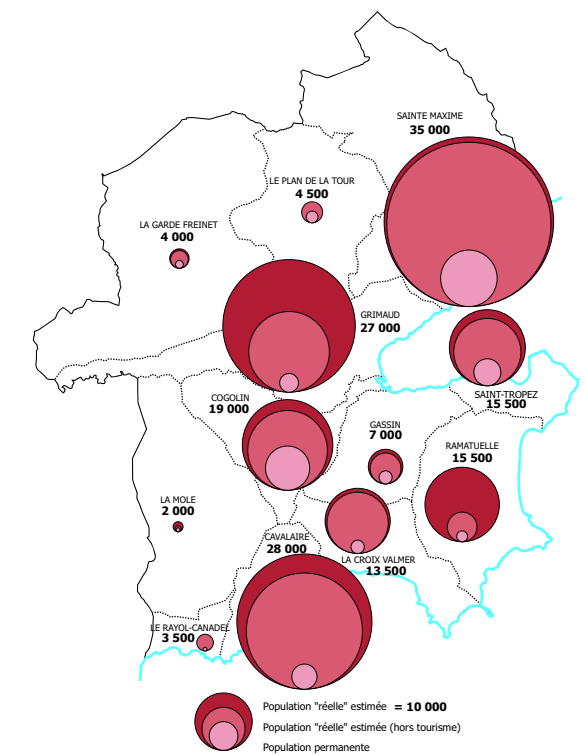 SAINTE MAXIME
35 000
LE PLAN DE LA TOUR
4 500
LA GARDE FREINET
4 000
GRIMAUD
27 000
COGOLIN
19 000
SAINT-TROPEZ
15 500
GASSIN
7 000
RAMATUELLE
15 500
LA MOLE
2 000
CAVALAIRE
28 000
LA CROIX VALMER
13 500
LE RAYOL-CANADEL
3 500
Population "réelle" estimée = 10 000
Population "réelle" estimée (hors tourisme)
Population permanente